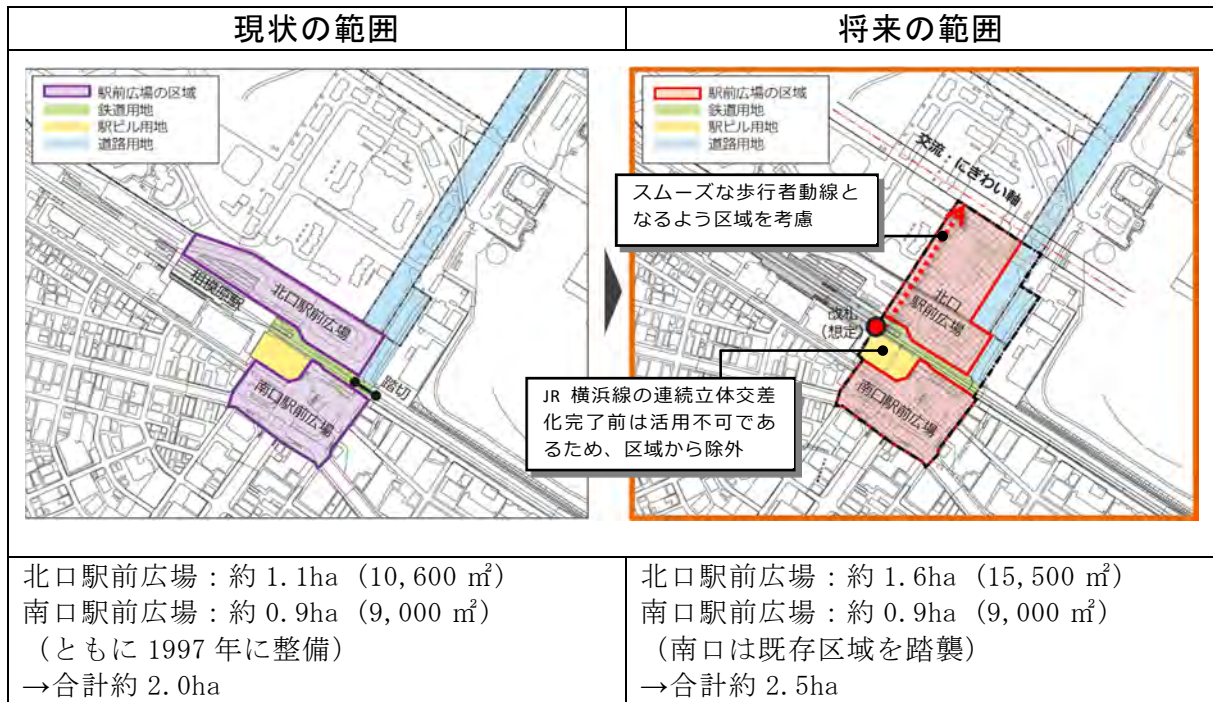 現状の範囲
将来の範囲
駅前広場の区域
鉄道用地
駅ビル用地
道路用地
相模原駅
北口駅前広場
南口駅前広場
踏切
駅前広場の区域
鉄道用地
駅ビル用地
道路用地
交流・にぎわい軸
スムーズな歩行者動線と
なるよう区域を考慮
北口
駅前広場
改札
(想定)
南口駅前広場
JR 横浜線の連続立体交差
化完了前は活用不可であ
るため、区域から除外
北口駅前広場：約 1.1ha (10,600 ㎡)
南口駅前広場：約 0.9ha (9,000 ㎡)
（ともに 1997 年に整備）
→合計約 2.0ha
北口駅前広場：約 1.6ha (15,500 ㎡)
南口駅前広場：約 0.9ha (9,000 ㎡)
（南口は既存区域を踏襲）
→合計約 2.5ha